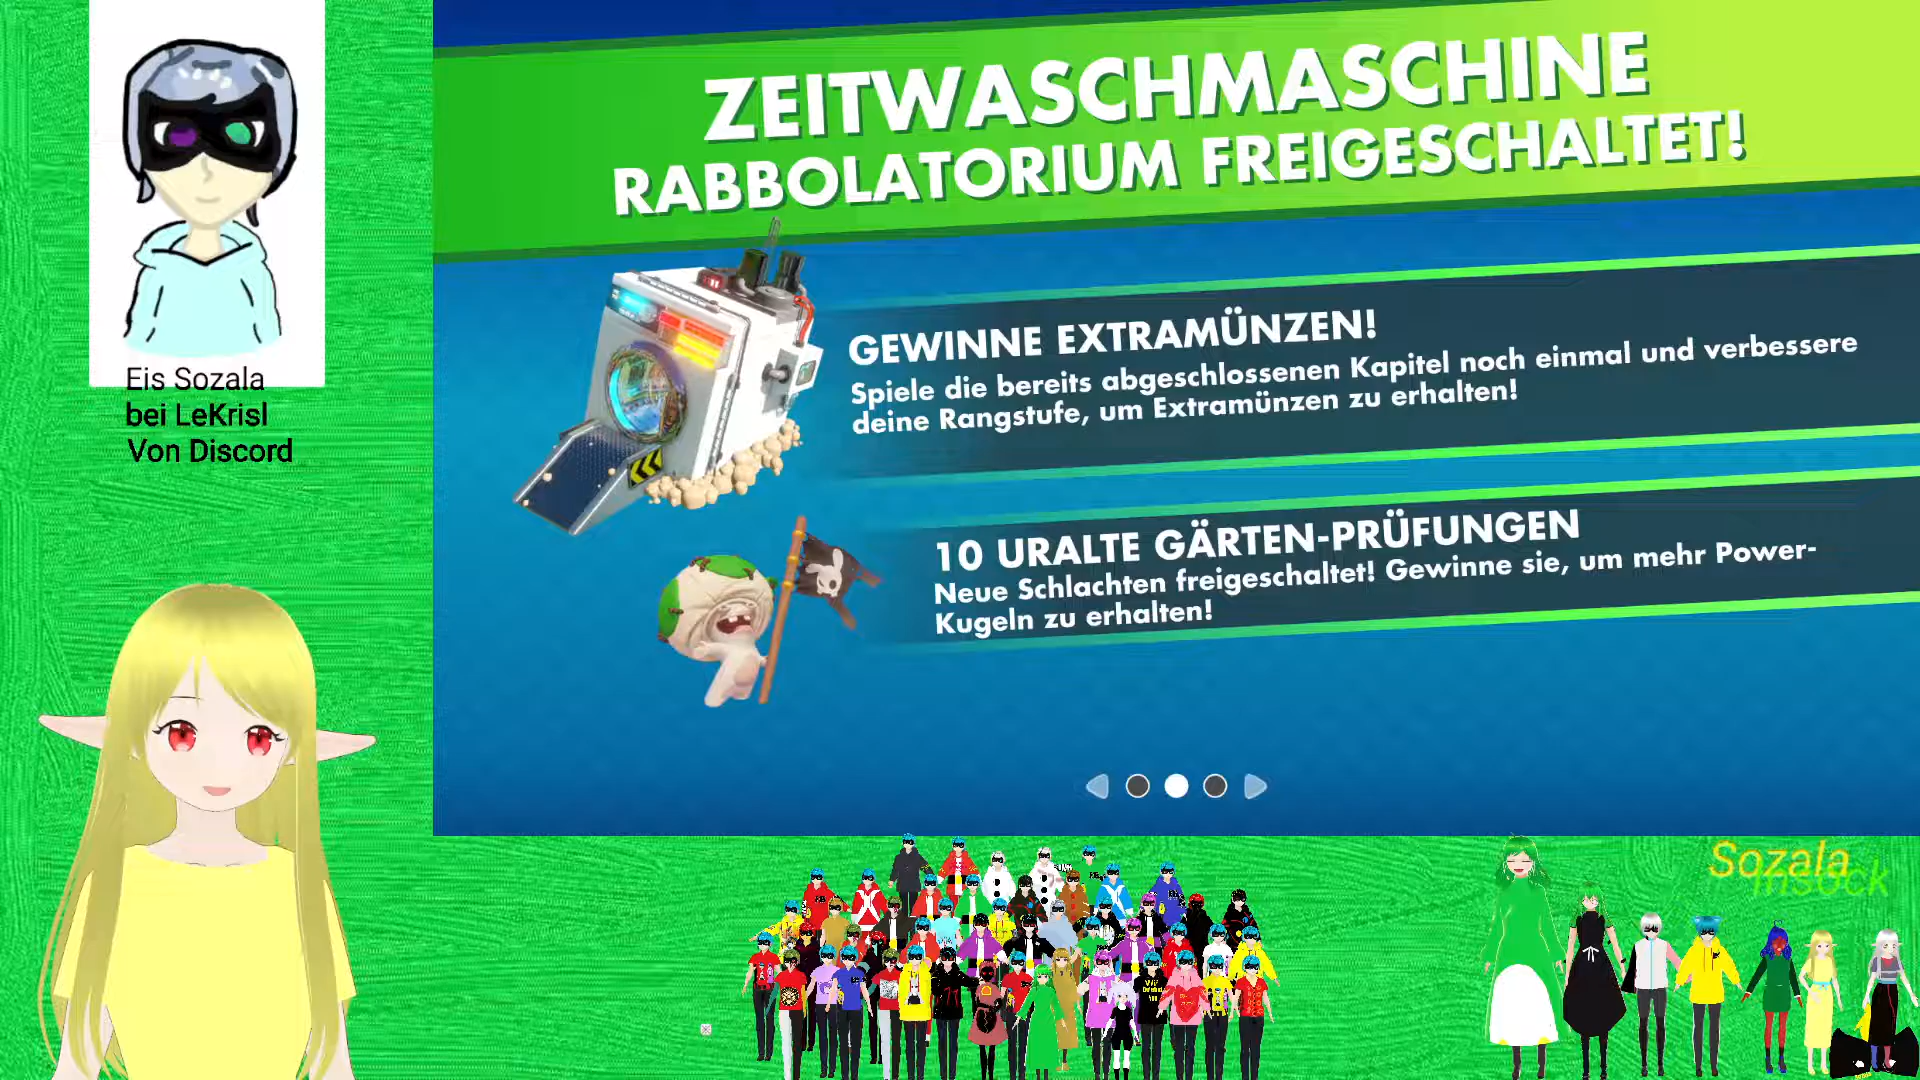 ZEITWASCHMASCHINE
RABBOLATORIUM FREIGESCHALTET!
GEWINNE EXTRAMÜNZEN!
Spiele die bereits abgeschlossenen Kapitel noch einmal und verbessere
deine Rangstufe, um Extramünzen zu erhalten!
10 URALTE GÄRTEN-PRÜFUNGEN
Neue Schlachten freigeschaltet! Gewinne sie, um mehr Power-
Kugeln zu erhalten!
Eis Sozala
bei LeKrisl
Von Discord
Sozala